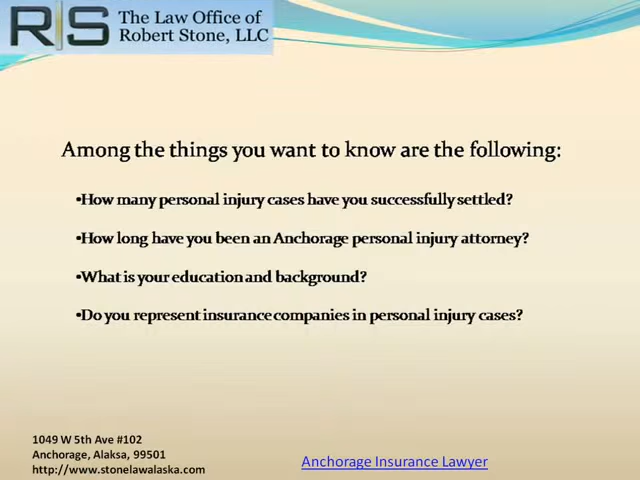 R|S The Law Office of
Robert Stone, LLC
Among the things you want to know are the following:
•How many personal injury cases have you successfully settled?
•How long have you been an Anchorage personal injury attorney?
•What is your education and background?
•Do you represent insurance companies in personal injury cases?
1049 W 5th Ave #102
Anchorage, Alaksa, 99501
http://www.stonelawalaska.com
Anchorage Insurance Lawyer